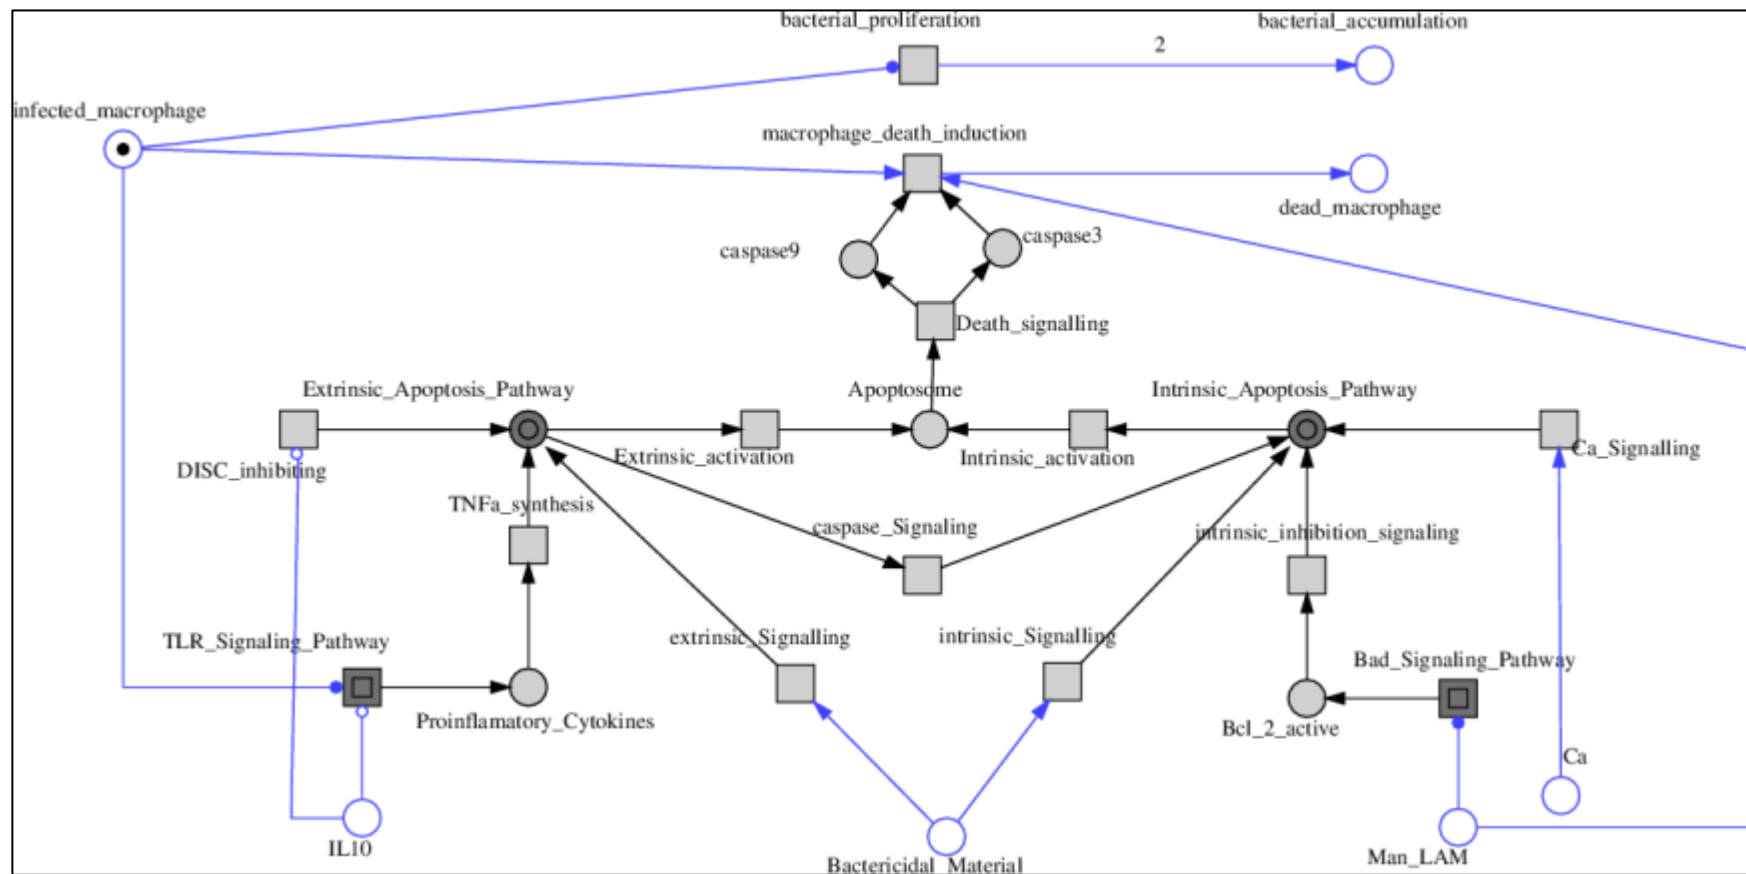 bacterial_proliferation
bacterial_accumulation
2
infected_macrophage
macrophage_death_induction
dead_macrophage
caspase9
caspase3
Death_signalling
Extrinsic_Apoptosis_Pathway
Apoptosome
Intrinsic_Apoptosis_Pathway
DISC_inhibiting
Extrinsic_activation
Intrinsic_activation
Ca_Signalling
TNFa_synthesis
caspase_Signaling
intrinsic_inhibition_signaling
TLR_Signaling_Pathway
extrinsic_Signalling
intrinsic_Signalling
Bad_Signaling_Pathway
Proinflamatory_Cytokines
Bcl_2_active
Ca
IL10
Bactericidal_Material
Man_LAM